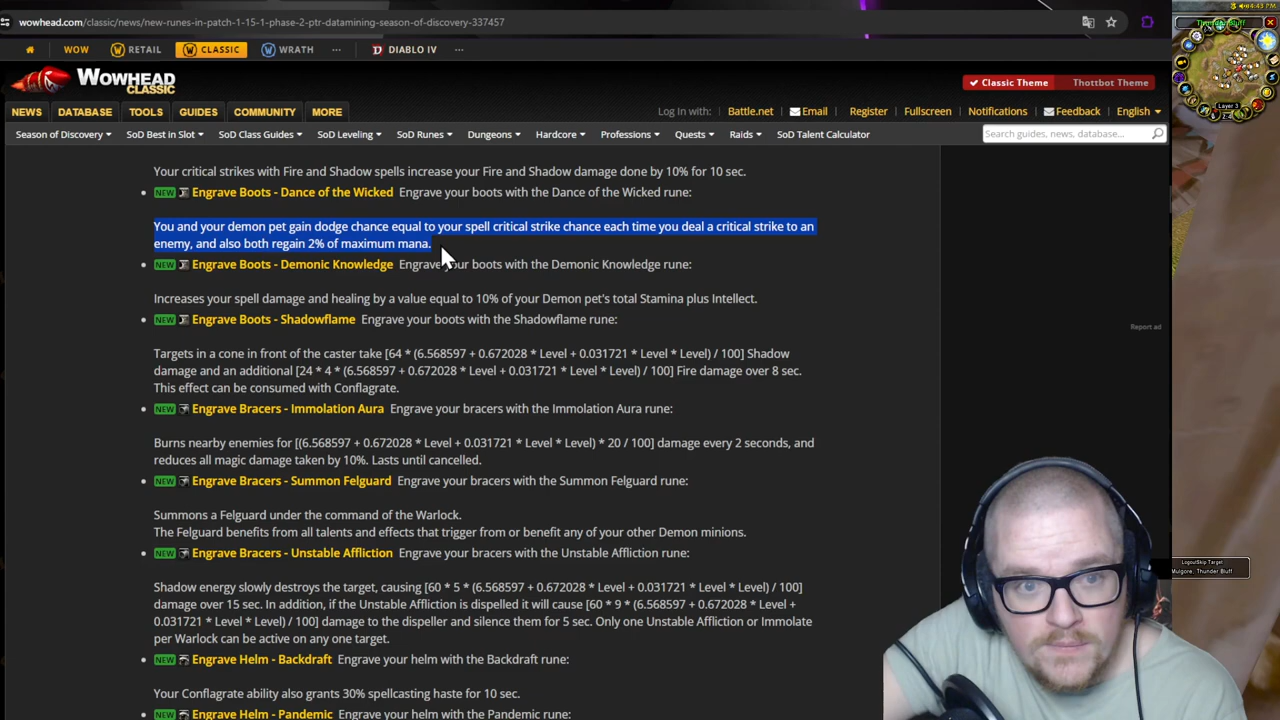 4:43 PM
wowhead.com/classic/news/new-runes-in-patch-1-15-1-phase-2-ptr-datamining-season-of-discovery-337457
WOW RETAIL CLASSIC WRATH ... DIABLO IV ...
Thunder Bluff
WOWHEAD
CLASSIC
Classic Theme Thottbot Theme
Layer 3
NEWS DATABASE TOOLS GUIDES COMMUNITY MORE
Log In with: Battle.net Email Register Fullscreen Notifications Feedback English
Season of Discovery SoD Best in Slot SoD Class Guides SoD Leveling SoD Runes Dungeons Hardcore Professions Quests Raids SoD Talent Calculator
Search guides, news, database...
Your critical strikes with Fire and Shadow spells increase your Fire and Shadow damage done by 10% for 10 sec.
• NEW Engrave Boots - Dance of the Wicked Engrave your boots with the Dance of the Wicked rune:
You and your demon pet gain dodge chance equal to your spell critical strike chance each time you deal a critical strike to an
enemy, and also both regain 2% of maximum mana.
• NEW Engrave Boots - Demonic Knowledge Engrave your boots with the Demonic Knowledge rune:
Increases your spell damage and healing by a value equal to 10% of your Demon pet's total Stamina plus Intellect.
• NEW Engrave Boots - Shadowflame Engrave your boots with the Shadowflame rune:
Report ad
Targets in a cone in front of the caster take [64 * (6.568597 + 0.672028 * Level + 0.031721 * Level * Level) / 100] Shadow
damage and an additional [24 * 4 * (6.568597 + 0.672028 * Level + 0.031721 * Level * Level) / 100] Fire damage over 8 sec.
This effect can be consumed with Conflagrate.
• NEW Engrave Bracers - Immolation Aura Engrave your bracers with the Immolation Aura rune:
Burns nearby enemies for [(6.568597 + 0.672028 * Level + 0.031721 * Level * Level) * 20 / 100] damage every 2 seconds, and
reduces all magic damage taken by 10%. Lasts until cancelled.
• NEW Engrave Bracers - Summon Felguard Engrave your bracers with the Summon Felguard rune:
Summons a Felguard under the command of the Warlock.
The Felguard benefits from all talents and effects that trigger from or benefit any of your other Demon minions.
• NEW Engrave Bracers - Unstable Affliction Engrave your bracers with the Unstable Affliction rune:
Logout/Skip Target
Mulgore, Thunder Bluff
Shadow energy slowly destroys the target, causing [60 * 5 * (6.568597 + 0.672028 * Level + 0.031721 * Level * Level) / 100]
damage over 15 sec. In addition, if the Unstable Affliction is dispelled it will cause [60 * 9 * (6.568597 + 0.672028 * Level +
0.031721 * Level * Level) / 100] damage to the dispeller and silence them for 5 sec. Only one Unstable Affliction or Immolate
per Warlock can be active on any one target.
• NEW Engrave Helm - Backdraft Engrave your helm with the Backdraft rune:
Your Conflagrate ability also grants 30% spellcasting haste for 10 sec.
• NEW Engrave Helm - Pandemic Engrave your helm with the Pandemic rune: